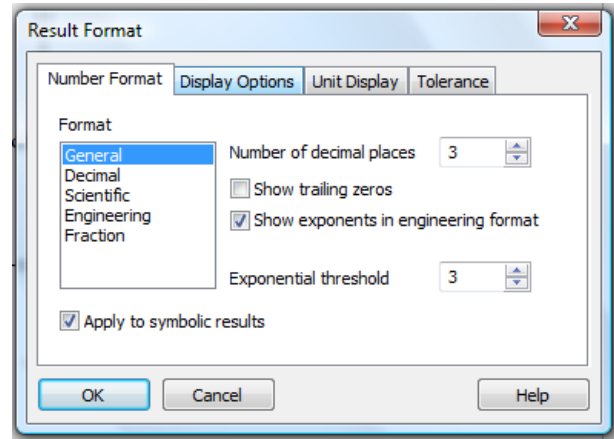 Result Format
Number Format Display Options Unit Display Tolerance
Format
General
Decimal
Scientific
Engineering
Fraction
Number of decimal places 3
Show trailing zeros
Show exponents in engineering format
Exponential threshold 3
Apply to symbolic results
OK Cancel Help